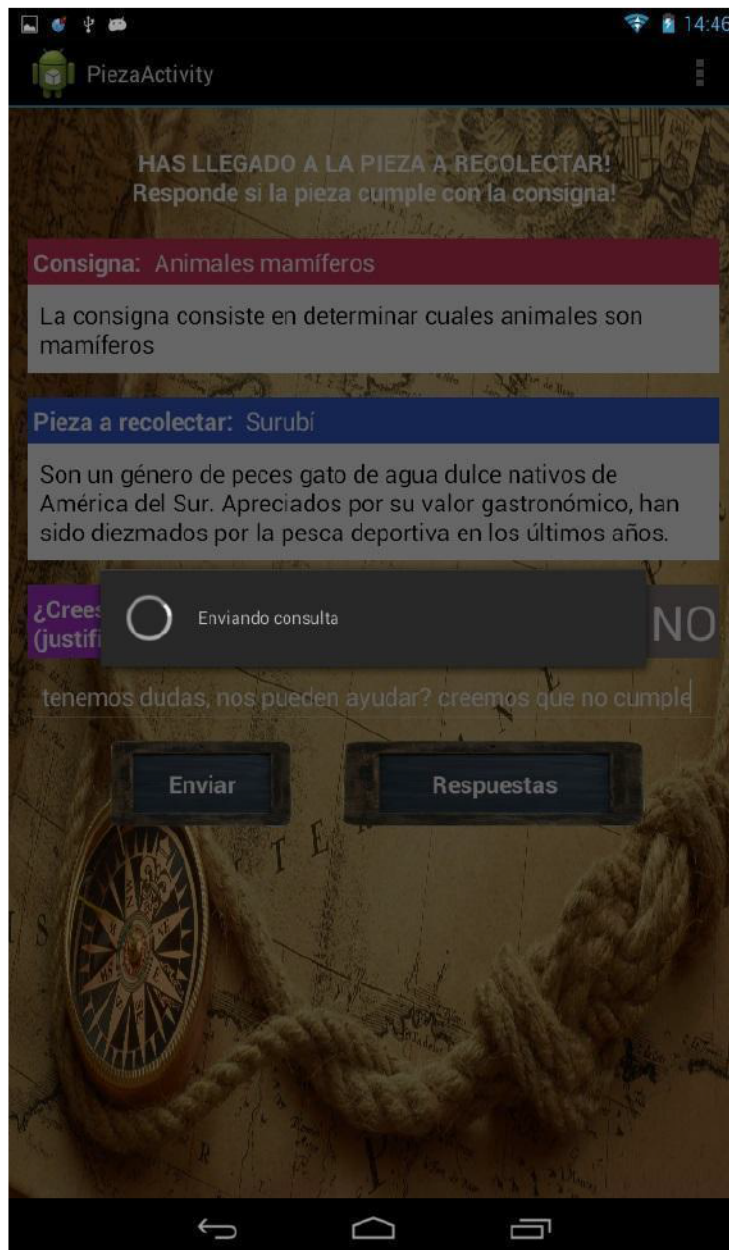 14:46
PiezaActivity
HAS LLEGADO A LA PIEZA A RECOLECTAR!
Responde si la pieza cumple con la consigna!
Consigna: Animales mamíferos
La consigna consiste en determinar cuales animales son
mamíferos
Pieza a recolectar: Surubí
Son un género de peces gato de agua dulce nativos de
América del Sur. Apreciados por su valor gastronómico, han
sido diezmados por la pesca deportiva en los últimos años.
¿Crees
(justifi
NO
Enviando consulta
tenemos dudas, nos pueden ayudar? creemos que no cumple
Enviar
Respuestas